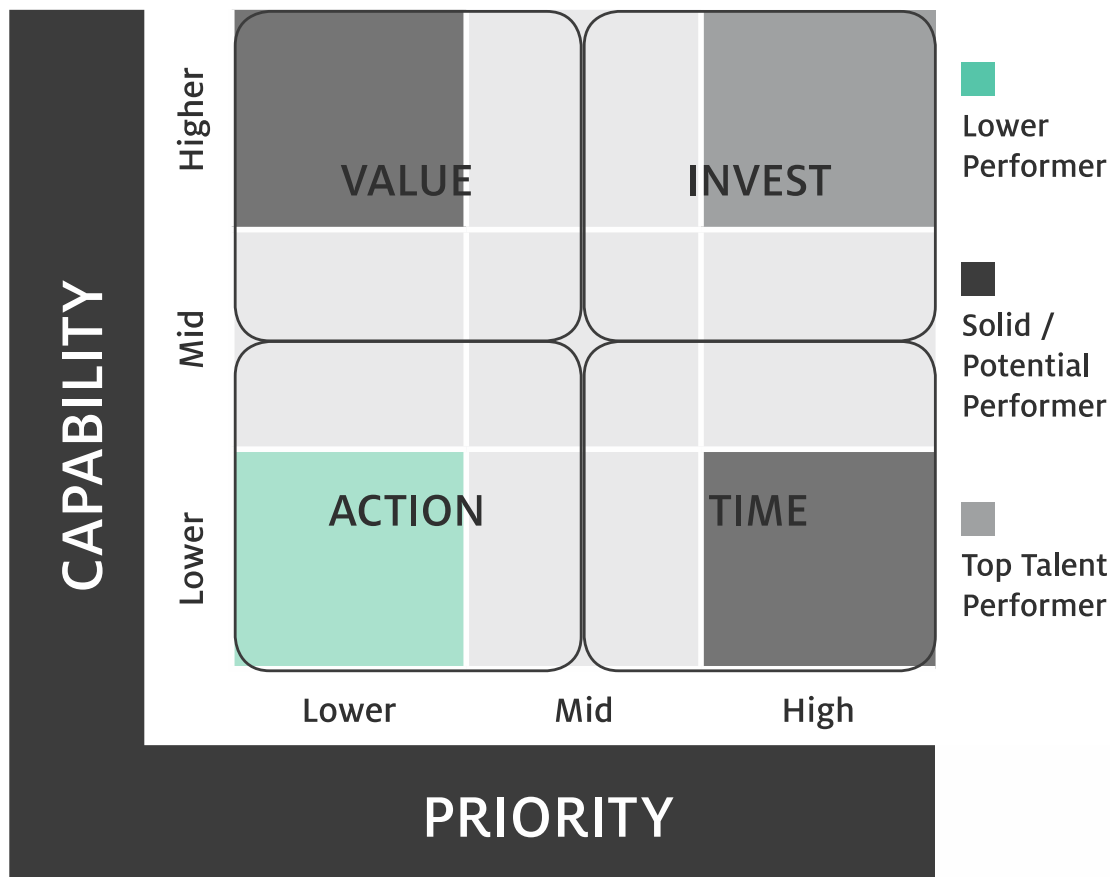 CAPABILITY
Higher
Mid
Lower
VALUE
INVEST
ACTION
TIME
Lower
Mid
High
PRIORITY
Lower
Performer
Solid /
Potential
Performer
Top Talent
Performer